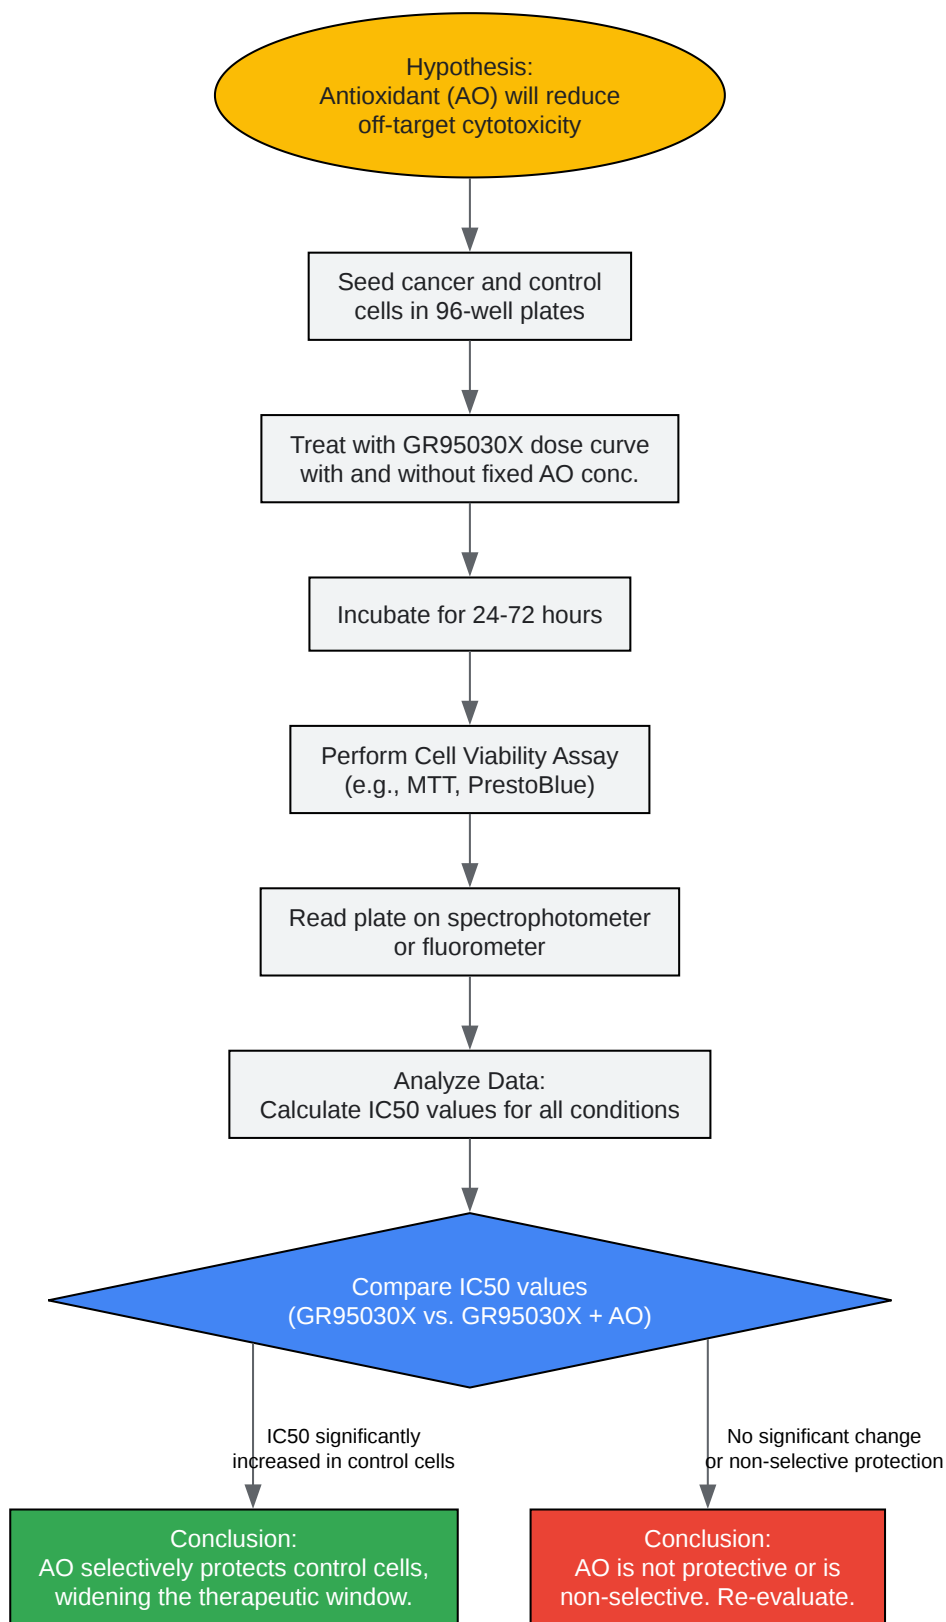 Hypothesis:
Antioxidant (AO) will reduce
off-target cytotoxicity
Seed cancer and control
cells in 96-well plates
Treat with GR95030X dose curve
with and without fixed AO conc.
Incubate for 24-72 hours
Perform Cell Viability Assay
(e.g., MTT, PrestoBlue)
Read plate on spectrophotometer
or fluorometer
Analyze Data:
Calculate IC50 values for all conditions
Compare IC50 values
(GR95030X vs. GR95030X + AO)
IC50 significantly
increased in control cells
No significant change
or non-selective protection
Conclusion:
AO selectively protects control cells,
widening the therapeutic window.
Conclusion:
AO is not protective or is
non-selective. Re-evaluate.